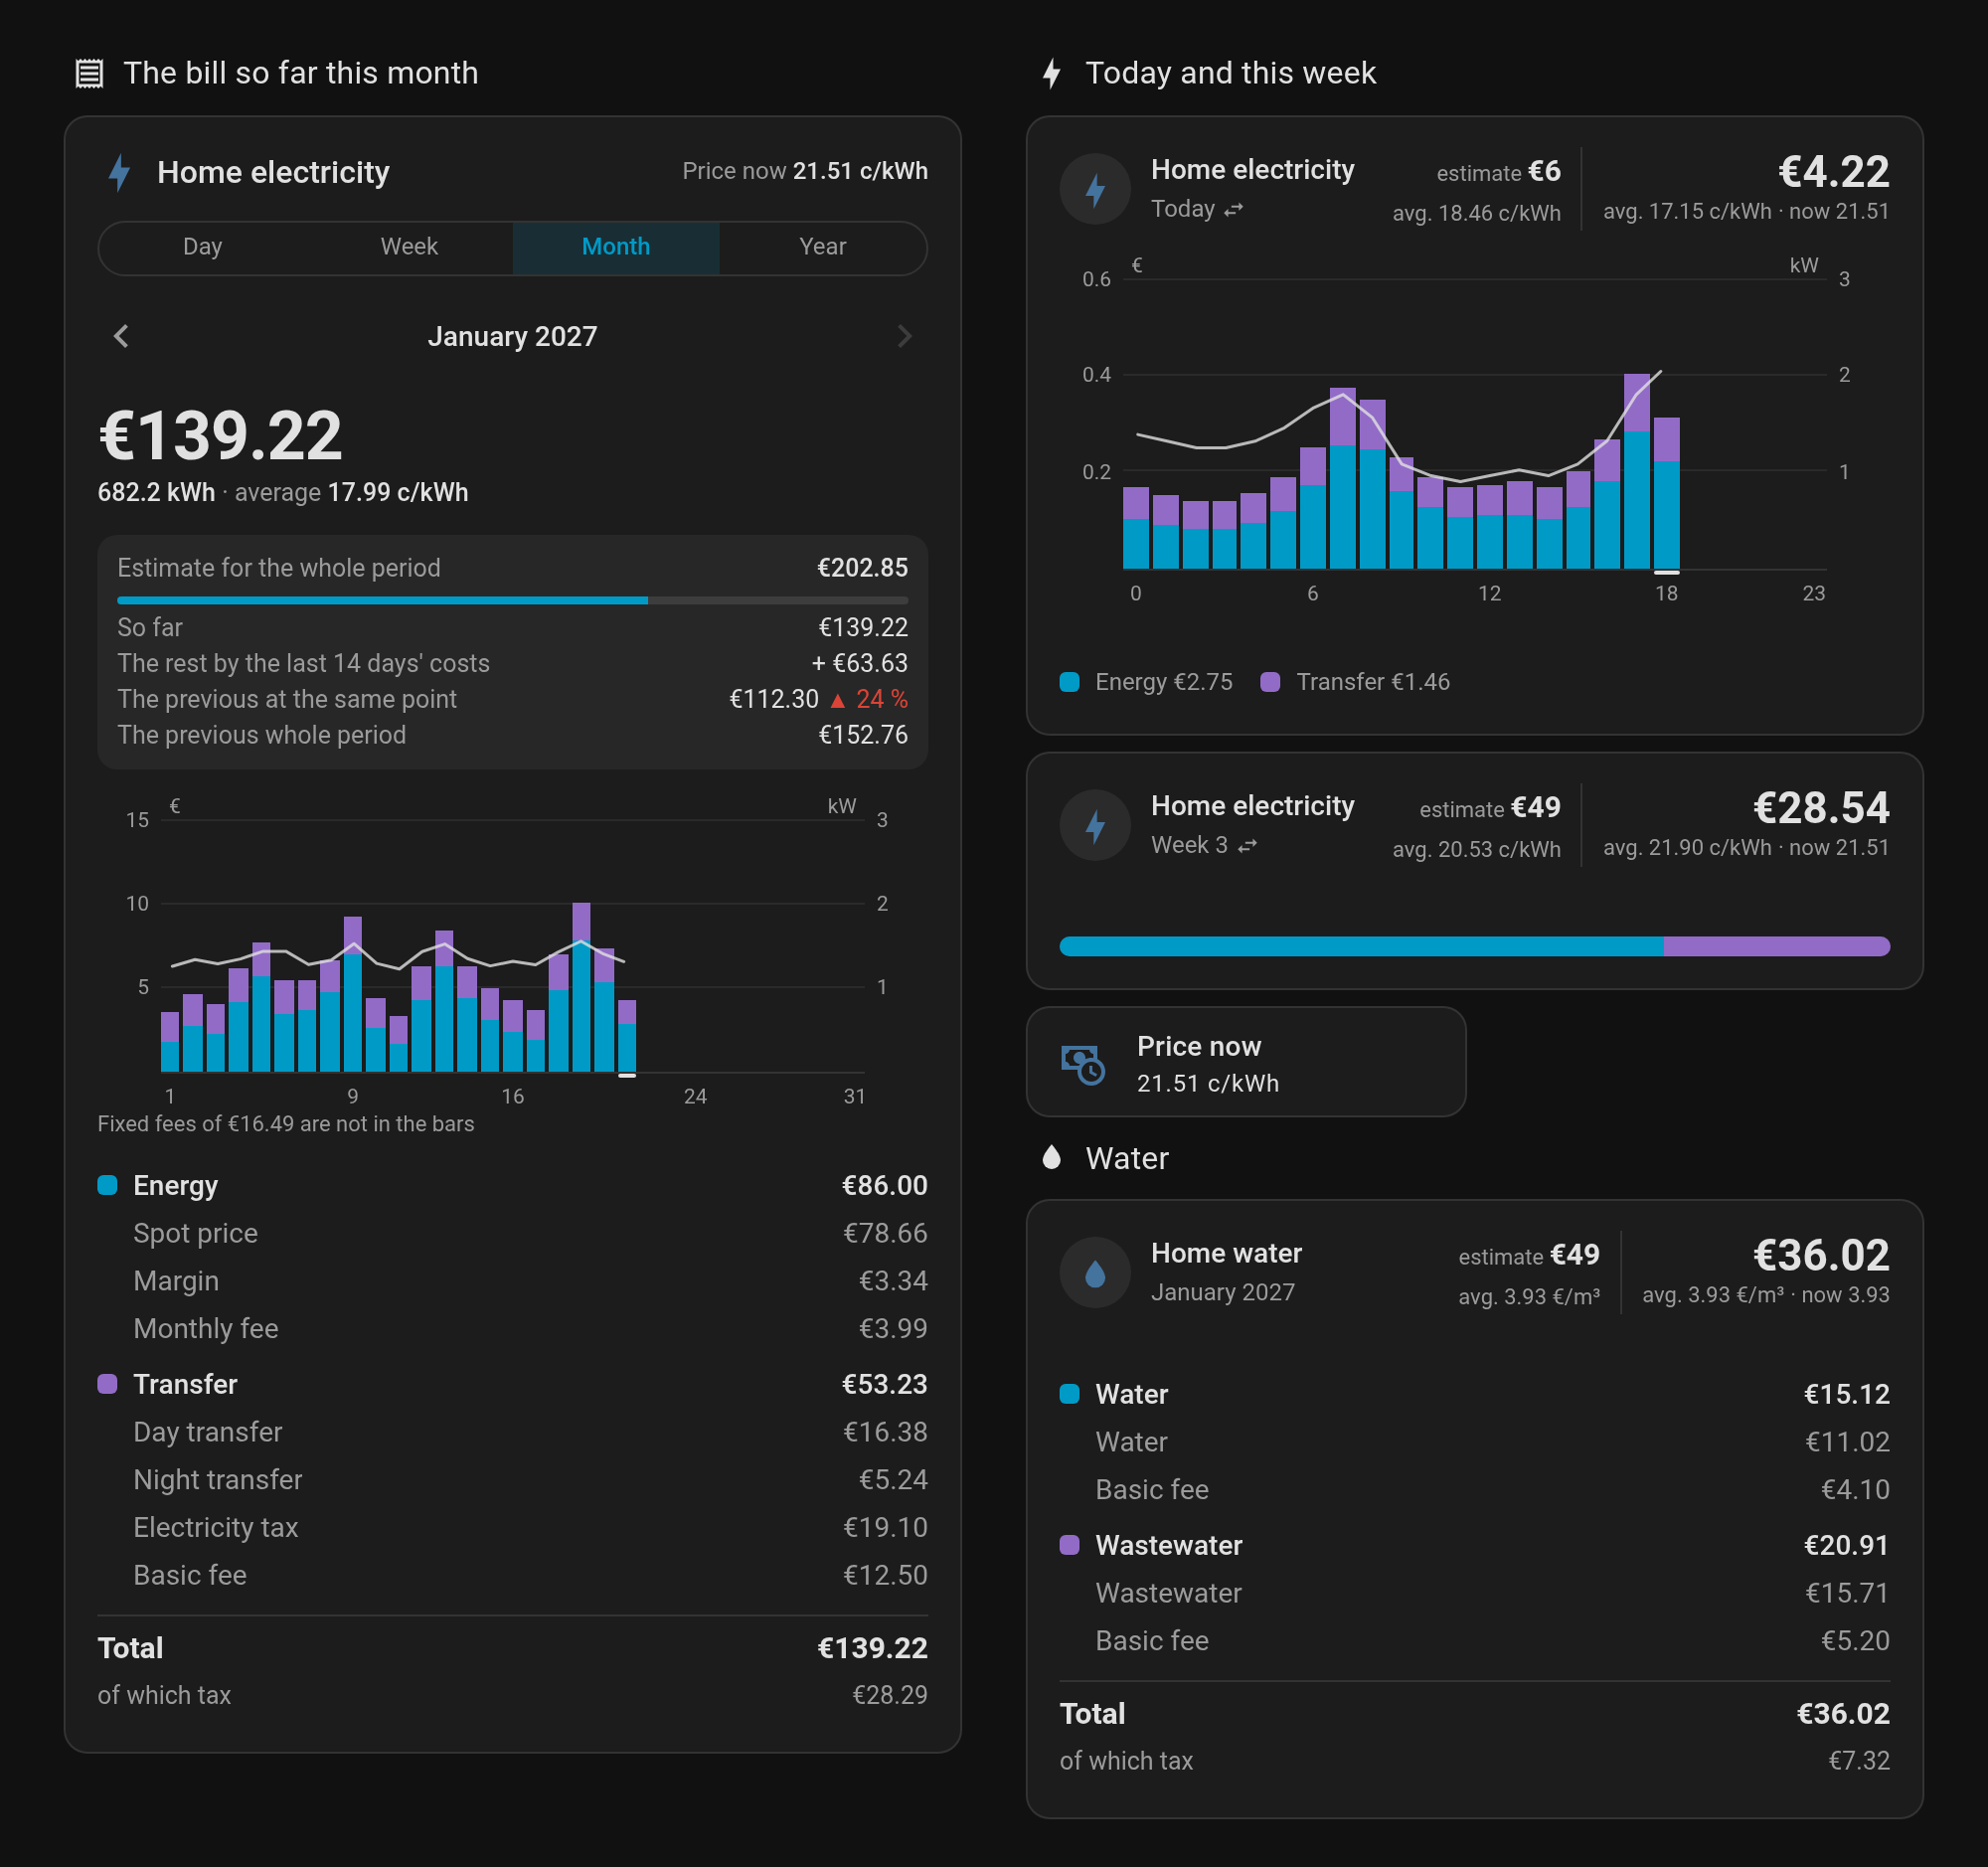 The bill so far this month
Home electricity
Price now 21.51 c/kWh
Day Week Month Year
January 2027
€139.22
682.2 kWh · average 17.99 c/kWh
Estimate for the whole period €202.85
So far €139.22
The rest by the last 14 days' costs + €63.63
The previous at the same point €112.30 ▲ 24 %
The previous whole period €152.76
€ kW
15 3
10 2
5 1
1 9 16 24 31
Fixed fees of €16.49 are not in the bars
Energy €86.00
Spot price €78.66
Margin €3.34
Monthly fee €3.99
Transfer €53.23
Day transfer €16.38
Night transfer €5.24
Electricity tax €19.10
Basic fee €12.50
Total €139.22
of which tax €28.29
Today and this week
Home electricity estimate €6 €4.22
Today avg. 18.46 c/kWh avg. 17.15 c/kWh · now 21.51
€ kW
0.6 3
0.4 2
0.2 1
0 6 12 18 23
Energy €2.75 Transfer €1.46
Home electricity estimate €49 €28.54
Week 3 avg. 20.53 c/kWh avg. 21.90 c/kWh · now 21.51
Price now
21.51 c/kWh
Water
Home water estimate €49 €36.02
January 2027 avg. 3.93 €/m³ avg. 3.93 €/m³ · now 3.93
Water €15.12
Water €11.02
Basic fee €4.10
Wastewater €20.91
Wastewater €15.71
Basic fee €5.20
Total €36.02
of which tax €7.32